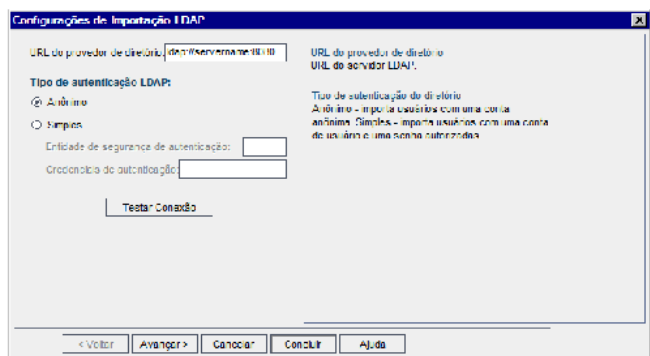 Configurações de Importação LDAP
URL do provedor de diretório: ldap://servername:8080
Tipo de autenticação LDAP:
Anônimo
Simples
Entidade de segurança de autenticação:
Credenciais de autenticação:
Testar Conexão
URL do provedor de diretório
URL do servidor LDAP.
Tipo de autenticação do diretório
Anônimo - importa usuários com uma conta
anônima. Simples - importa usuários com uma conta
de usuário e uma senha autorizadas.
< Voltar
Avançar >
Cancelar
Concluir
Ajuda